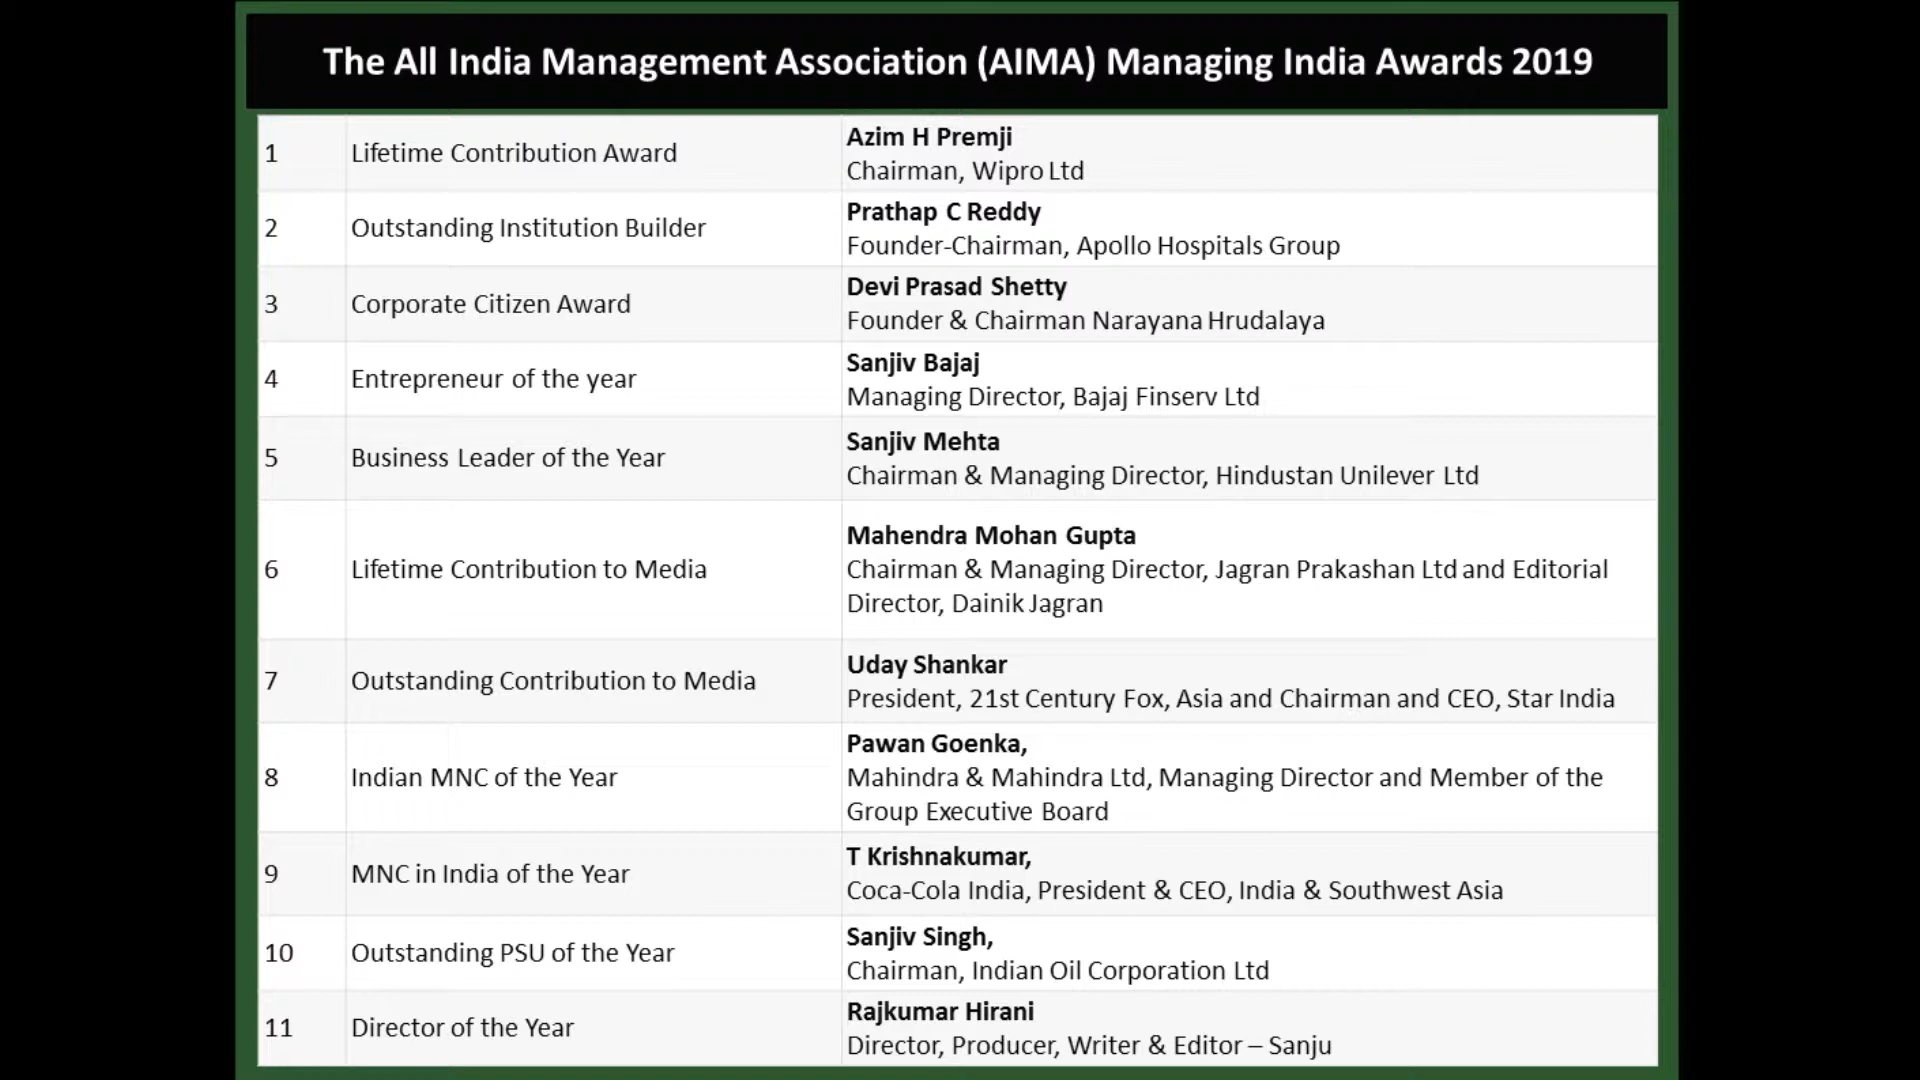 The All India Management Association (AIMA) Managing India Awards 2019
1 Lifetime Contribution Award
Azim H Premji
Chairman, Wipro Ltd
2 Outstanding Institution Builder
Prathap C Reddy
Founder-Chairman, Apollo Hospitals Group
3 Corporate Citizen Award
Devi Prasad Shetty
Founder & Chairman Narayana Hrudalaya
4 Entrepreneur of the year
Sanjiv Bajaj
Managing Director, Bajaj Finserv Ltd
5 Business Leader of the Year
Sanjiv Mehta
Chairman & Managing Director, Hindustan Unilever Ltd
6 Lifetime Contribution to Media
Mahendra Mohan Gupta
Chairman & Managing Director, Jagran Prakashan Ltd and Editorial
Director, Dainik Jagran
7 Outstanding Contribution to Media
Uday Shankar
President, 21st Century Fox, Asia and Chairman and CEO, Star India
8 Indian MNC of the Year
Pawan Goenka,
Mahindra & Mahindra Ltd, Managing Director and Member of the
Group Executive Board
9 MNC in India of the Year
T Krishnakumar,
Coca-Cola India, President & CEO, India & Southwest Asia
10 Outstanding PSU of the Year
Sanjiv Singh,
Chairman, Indian Oil Corporation Ltd
11 Director of the Year
Rajkumar Hirani
Director, Producer, Writer & Editor – Sanju